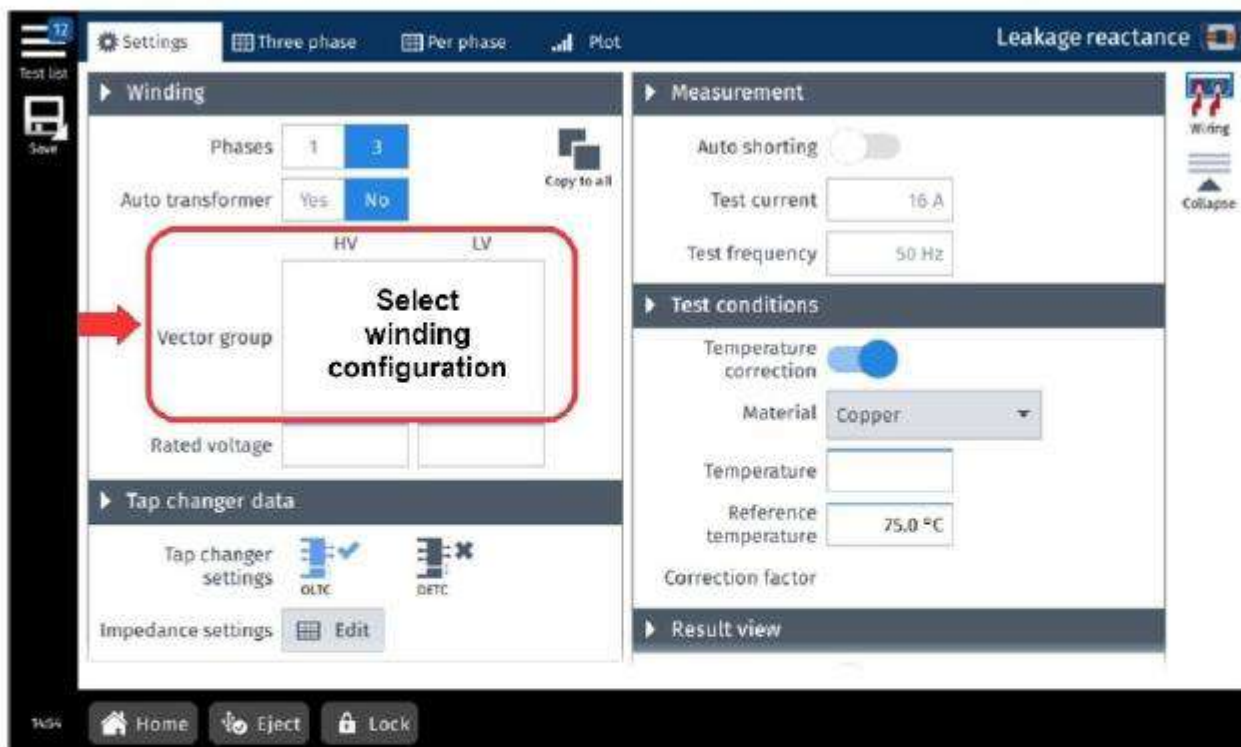 12
Test list
Save
Settings
Three phase
Per phase
Plot
Leakage reactance
Winding
Phases 1 3
Copy to all
Auto transformer Yes No
HV LV
Vector group
Select
winding
configuration
Rated voltage
Tap changer data
Tap changer
settings
OLTC
DETC
Impedance settings Edit
Measurement
Auto shorting
Test current 16 A
Test frequency 50 Hz
Test conditions
Temperature
correction
Material Copper
Temperature
Reference
temperature 75.0 °C
Correction factor
Result view
Wiring
Collapse
14:54
Home
Eject
Lock